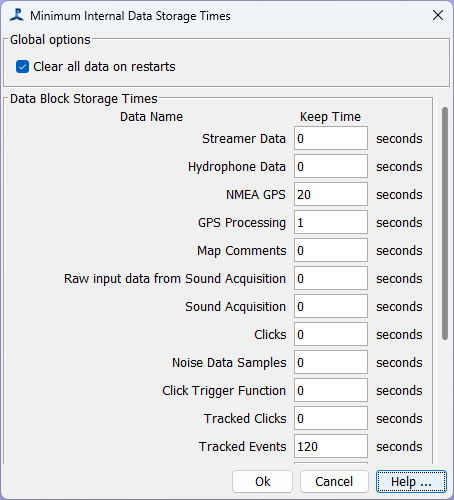 Minimum Internal Data Storage Times
Global options
Clear all data on restarts
Data Block Storage Times
Data Name Keep Time
Streamer Data 0 seconds
Hydrophone Data 0 seconds
NMEA GPS 20 seconds
GPS Processing 1 seconds
Map Comments 0 seconds
Raw input data from Sound Acquisition 0 seconds
Sound Acquisition 0 seconds
Clicks 0 seconds
Noise Data Samples 0 seconds
Click Trigger Function 0 seconds
Tracked Clicks 0 seconds
Tracked Events 120 seconds
Ok Cancel Help ...